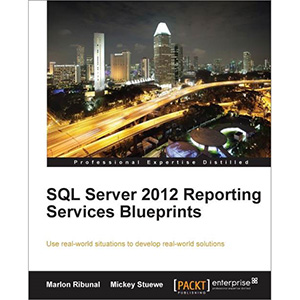 Professional Expertise Distilled
SQL Server 2012 Reporting
Services Blueprints
Use real-world situations to develop real-world solutions
Marlon Ribunal Mickey Stuewe
[PACKT] enterprise
PUBLISHING